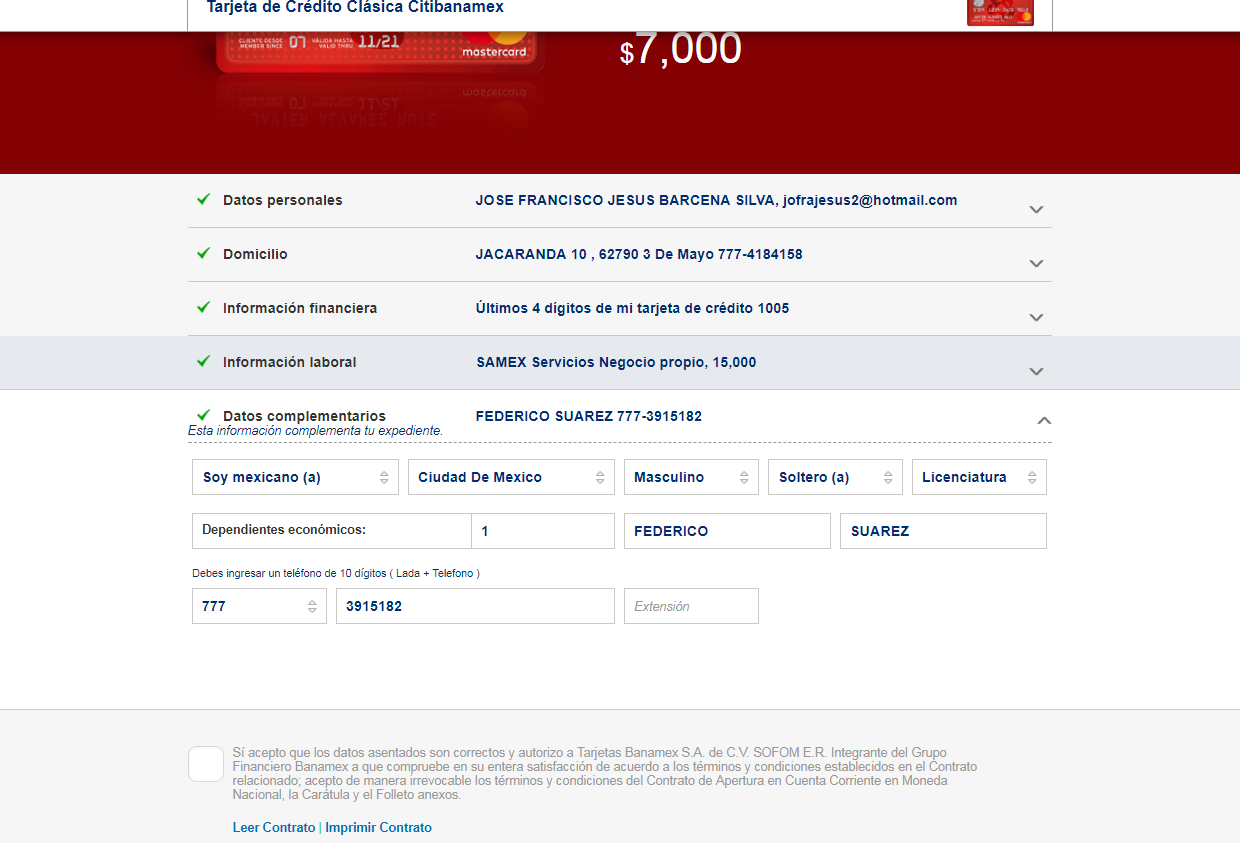 Tarjeta de Crédito Clásica Citibanamex
CLIENTE DESDE
MEMBER SINCE 07 VÁLIDA HASTA
VALID THRU 11/21
mastercard
$7,000
JAVIER ALVAREZ RUIZ
Datos personales JOSE FRANCISCO JESUS BARCENA SILVA, jofrajesus2@hotmail.com
Domicilio JACARANDA 10 , 62790 3 De Mayo 777-4184158
Información financiera Últimos 4 dígitos de mi tarjeta de crédito 1005
Información laboral SAMEX Servicios Negocio propio, 15,000
Datos complementarios FEDERICO SUAREZ 777-3915182
Esta información complementa tu expediente.
Soy mexicano (a) Ciudad De Mexico Masculino Soltero (a) Licenciatura
Dependientes económicos: 1 FEDERICO SUAREZ
Debes ingresar un teléfono de 10 dígitos ( Lada + Telefono )
777 3915182 Extensión
Sí acepto que los datos asentados son correctos y autorizo a Tarjetas Banamex S.A. de C.V. SOFOM E.R. Integrante del Grupo
Financiero Banamex a que compruebe en su entera satisfacción de acuerdo a los términos y condiciones establecidos en el Contrato
relacionado; acepto de manera irrevocable los términos y condiciones del Contrato de Apertura en Cuenta Corriente en Moneda
Nacional, la Carátula y el Folleto anexos.
Leer Contrato | Imprimir Contrato